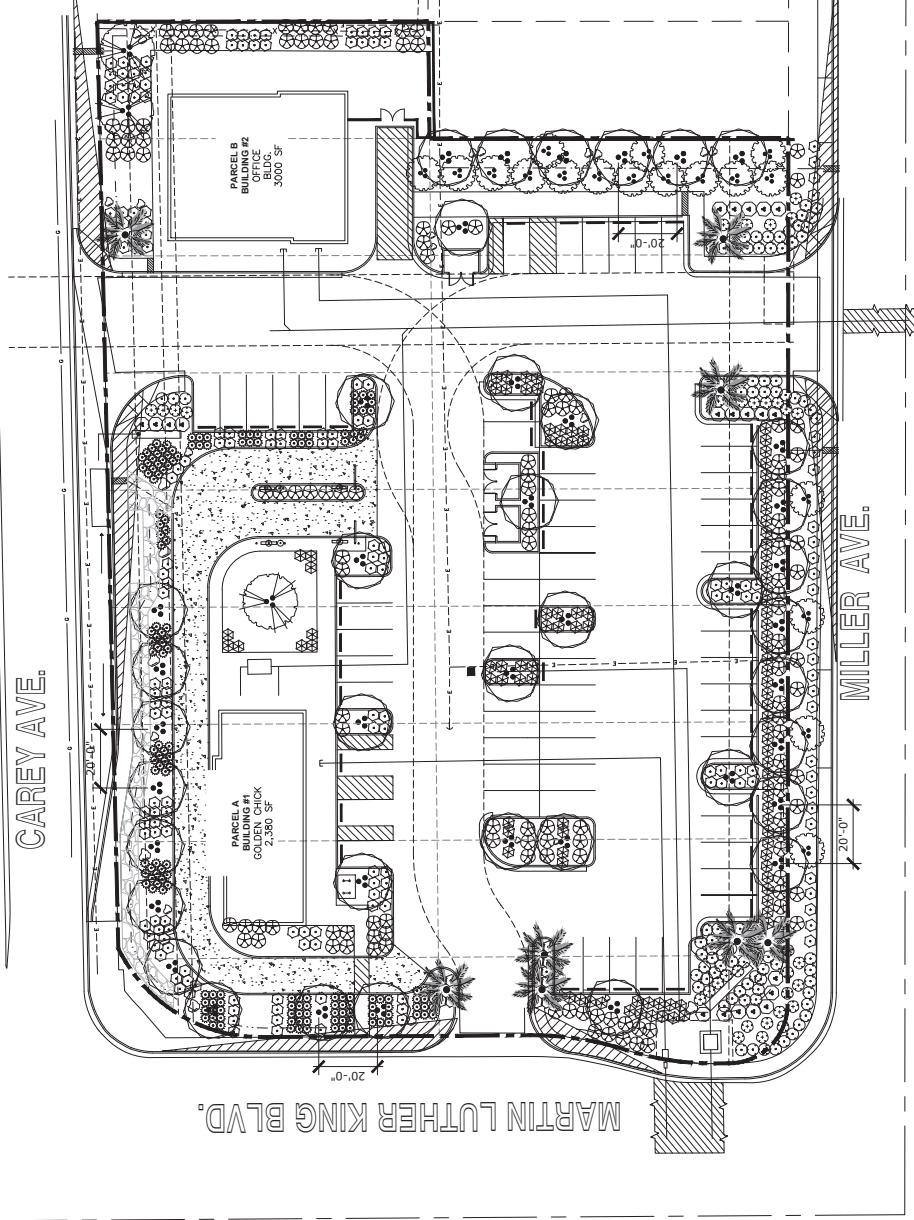 PARCEL B
BUILDING #2
OFFICE
BLDG.
3000 SF
20'-0"
CAREY AVE.
20'-0"
PARCEL A
BUILDING #1
GOLDEN CHICK
2,380 SF
MILLER AVE.
20'-0"
20'-0"
MARTIN LUTHER KING BLVD.